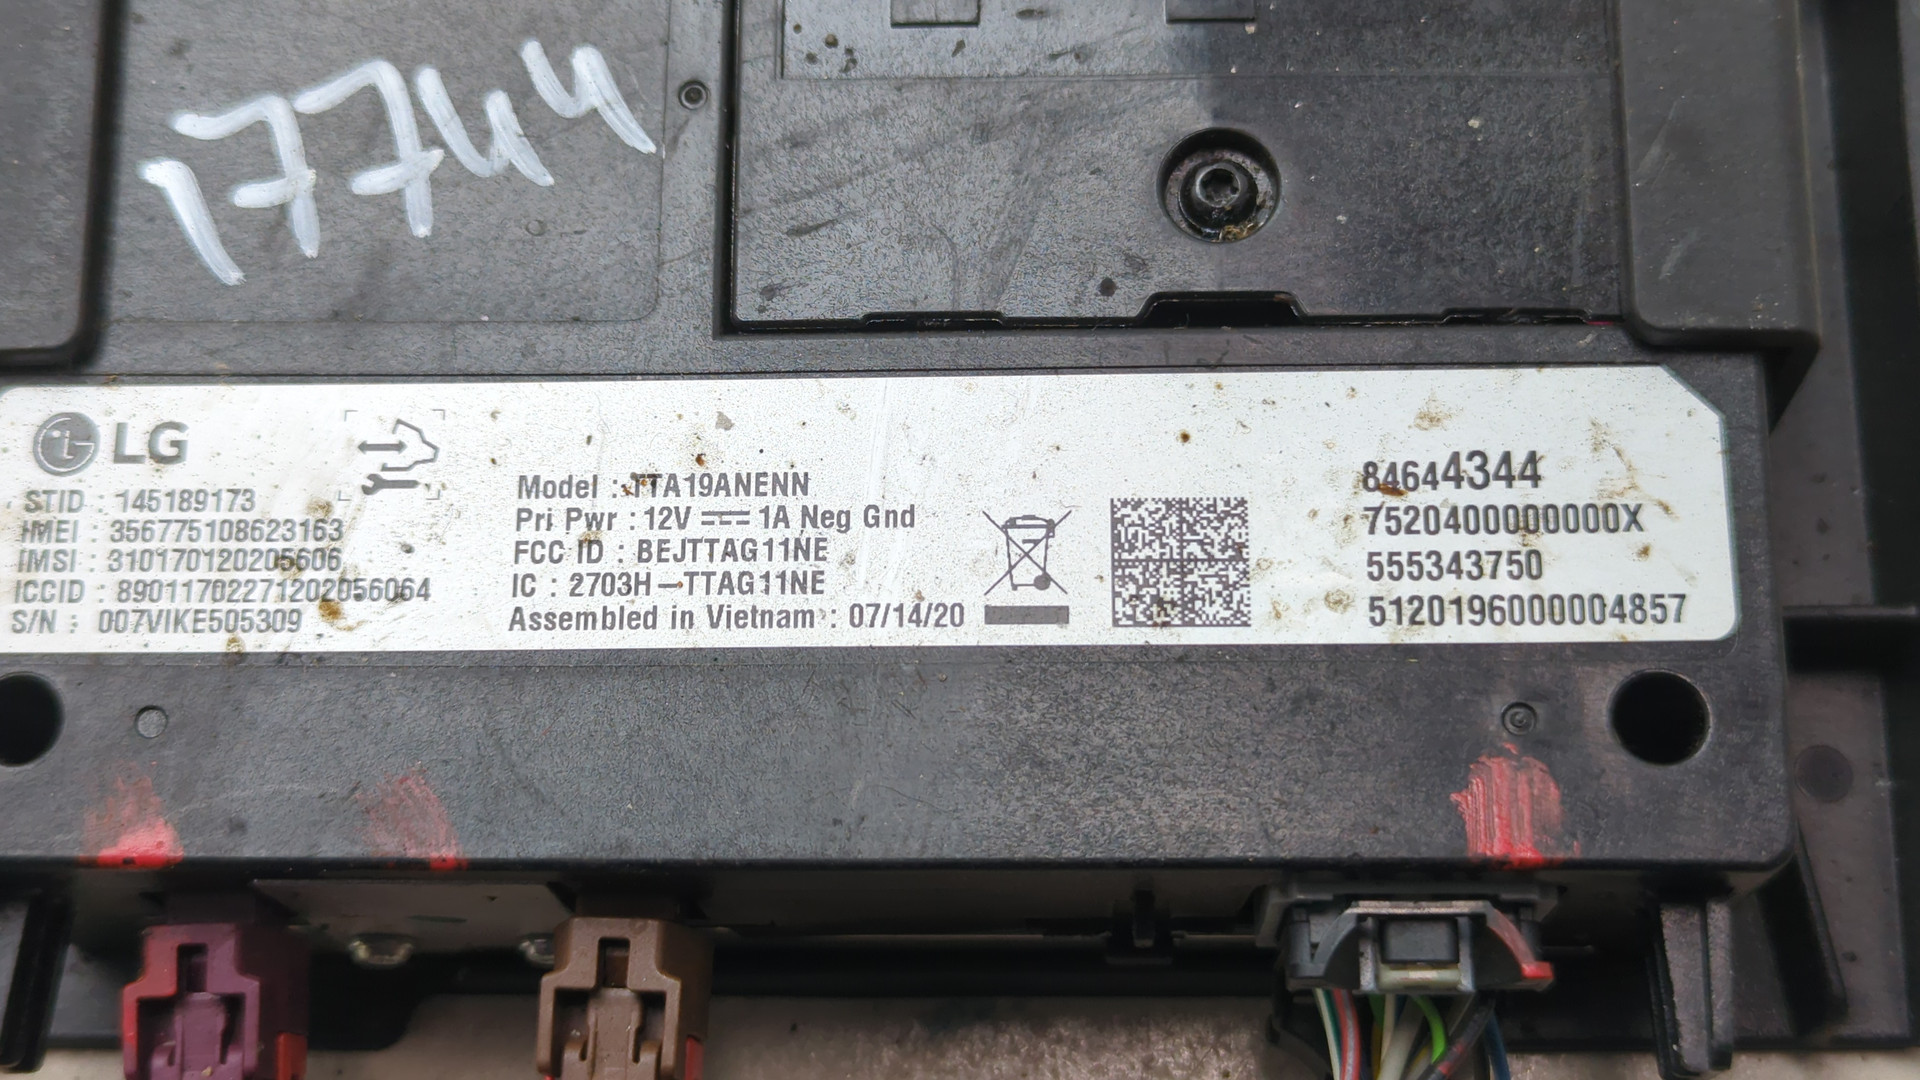 17744
LG
STID : 145189173
IMEI : 356775108623163
IMSI : 310170120205606
ICCID : 89011702271202056064
S/N : 007VIKE505309
Model : TTA19ANENN
Pri Pwr : 12V ⎓ 1A Neg Gnd
FCC ID : BEJTTAG11NE
IC : 2703H-TTAG11NE
Assembled in Vietnam : 07/14/20
84644344
7520400000000X
555343750
5120196000004857